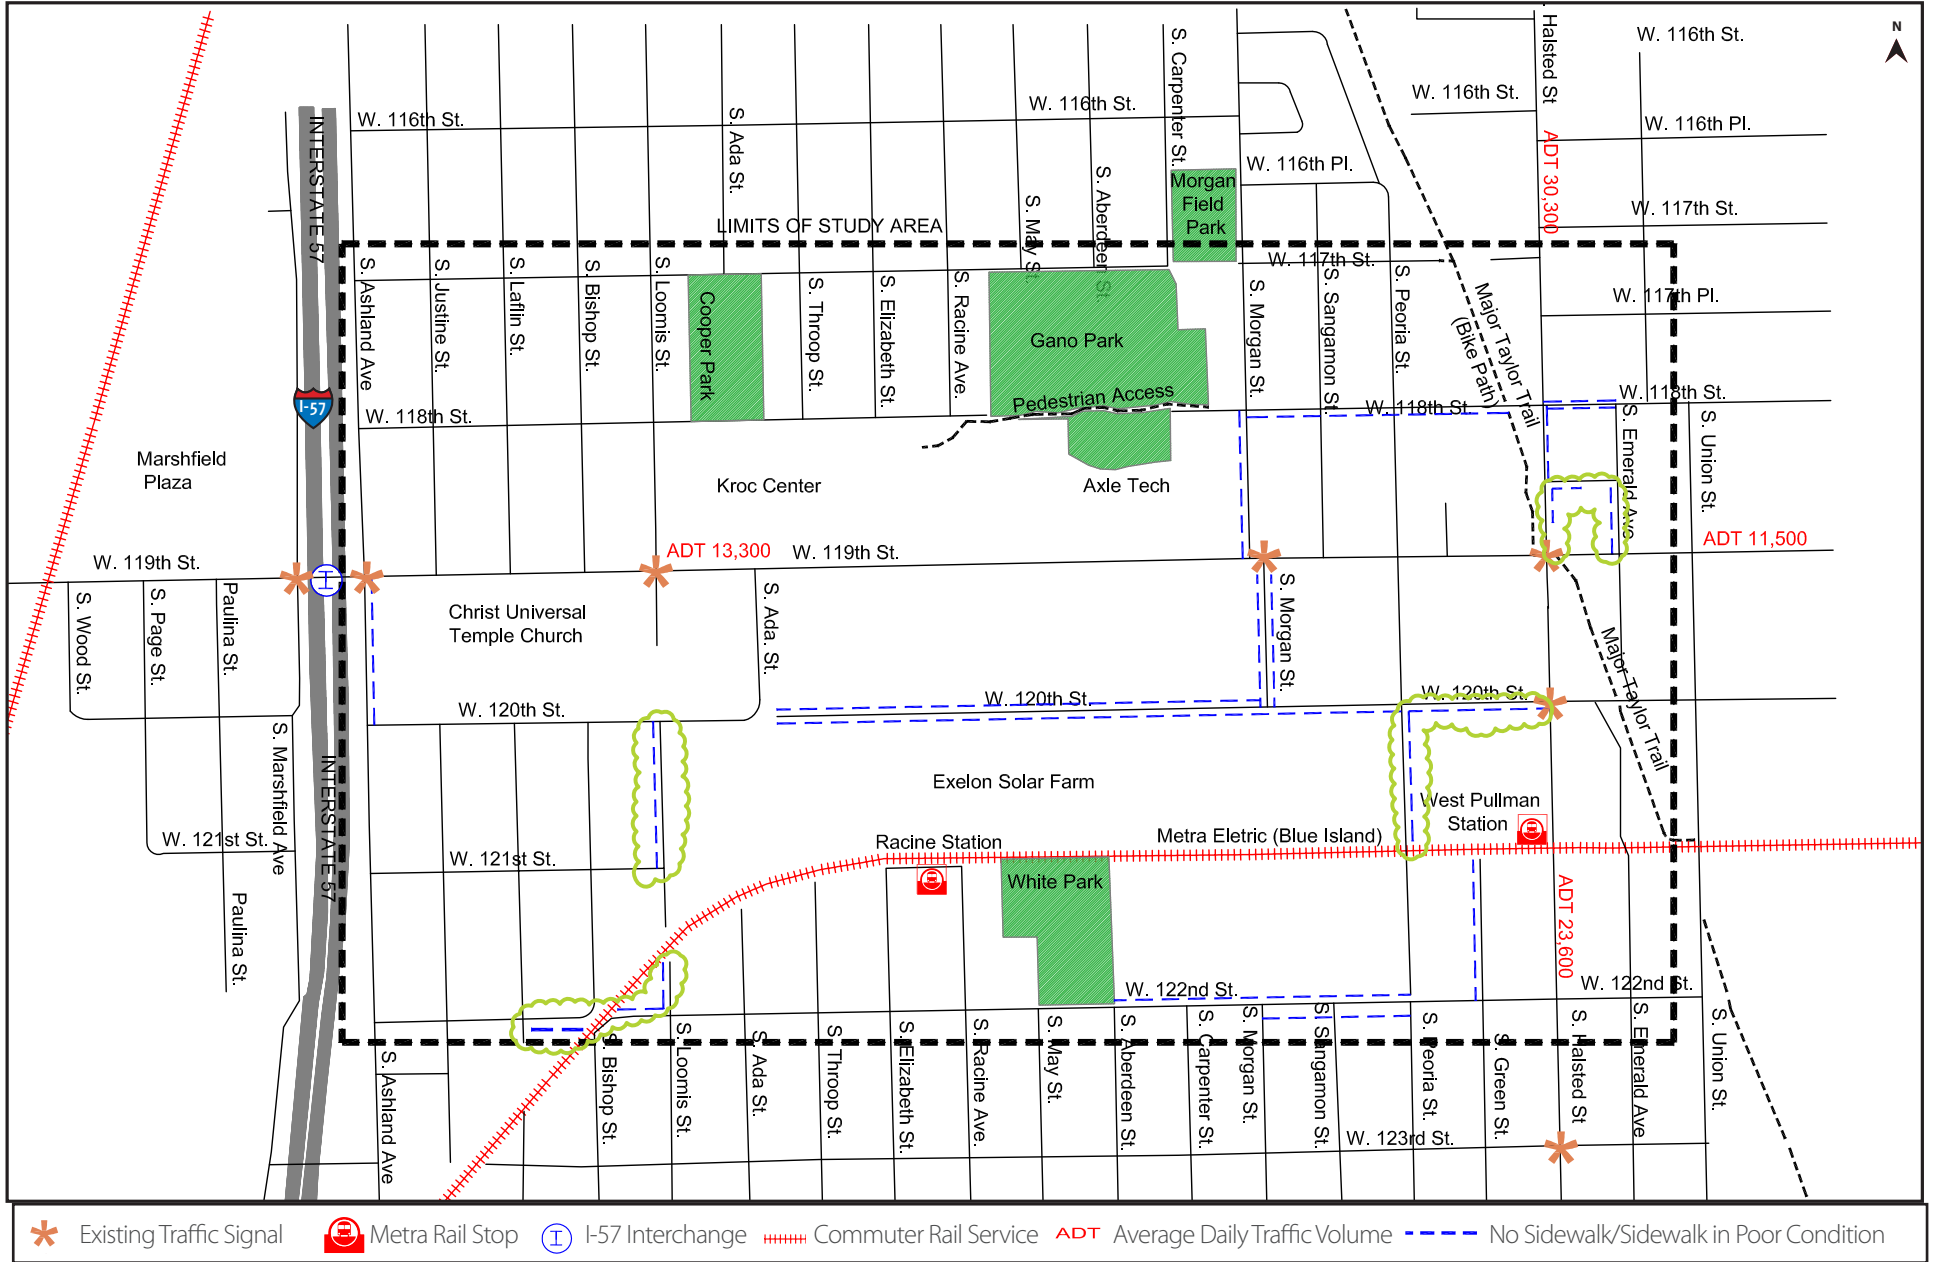 N
W. 116th St.
Halsted St
S. Carpenter St.
W. 116th St.
W. 116th St.
W. 116th St.
W. 116th Pl.
S. Ada St.
INTERSTATE 57
ADT 30,300
W. 116th Pl.
S. Aberdeen St.
Morgan
Field
Park
S. May St.
W. 117th St.
LIMITS OF STUDY AREA
W. 117th St.
S. Ashland Ave
S. Justine St.
S. Laflin St.
S. Bishop St.
S. Loomis St.
Cooper Park
S. Throop St.
S. Elizabeth St.
S. Racine Ave.
Gano Park
S. Morgan St.
S. Sangamon St.
S. Peoria St.
Major Taylor Trail
(Bike Path)
W. 117th Pl.
I-57
Pedestrian Access
W. 118th St.
W. 118th St.
W. 118th St.
S. Emerald Ave
S. Union St.
Marshfield
Plaza
Kroc Center
Axle Tech
W. 119th St.
ADT 13,300
W. 119th St.
ADT 11,500
S. Wood St.
S. Page St.
Paulina St.
Christ Universal
Temple Church
S. Ada. St.
S. Morgan St.
Major Taylor Trail
W. 120th St.
W. 120th St.
W. 120th St.
S. Marshfield Ave
INTERSTATE 57
Exelon Solar Farm
West Pullman
Station
W. 121st St.
W. 121st St.
Racine Station
Metra Eletric (Blue Island)
Paulina St.
White Park
ADT 23,600
W. 122nd St.
W. 122nd St.
S. Ashland Ave
S. Bishop St.
S. Loomis St.
S. Ada St.
S. Throop St.
S. Elizabeth St.
S. Racine Ave.
S. May St.
S. Aberdeen St.
S. Carpenter St.
S. Morgan St.
S. Sangamon St.
S. Peoria St.
S. Green St.
S. Halsted St
S. Emerald Ave
S. Union St.
W. 123rd St.
Existing Traffic Signal
Metra Rail Stop
I-57 Interchange
Commuter Rail Service
ADT Average Daily Traffic Volume
No Sidewalk/Sidewalk in Poor Condition